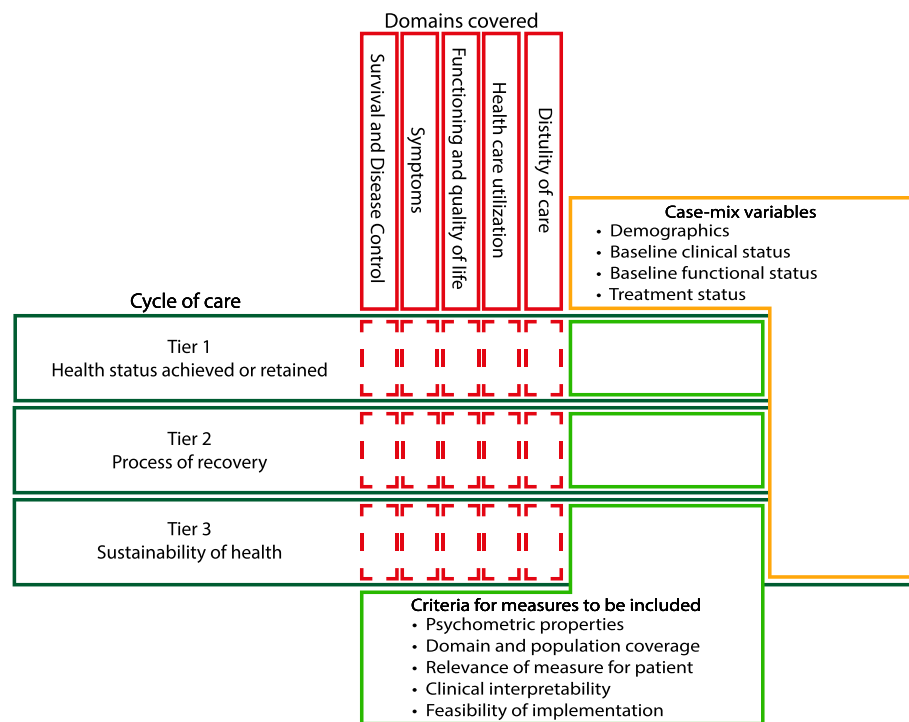 Domains covered
Survival and Disease Control
Symptoms
Functioning and quality of life
Health care utilization
Distulity of care
Case-mix variables
• Demographics
• Baseline clinical status
• Baseline functional status
• Treatment status
Cycle of care
Tier 1
Health status achieved or retained
Tier 2
Process of recovery
Tier 3
Sustainability of health
Criteria for measures to be included
• Psychometric properties
• Domain and population coverage
• Relevance of measure for patient
• Clinical interpretability
• Feasibility of implementation